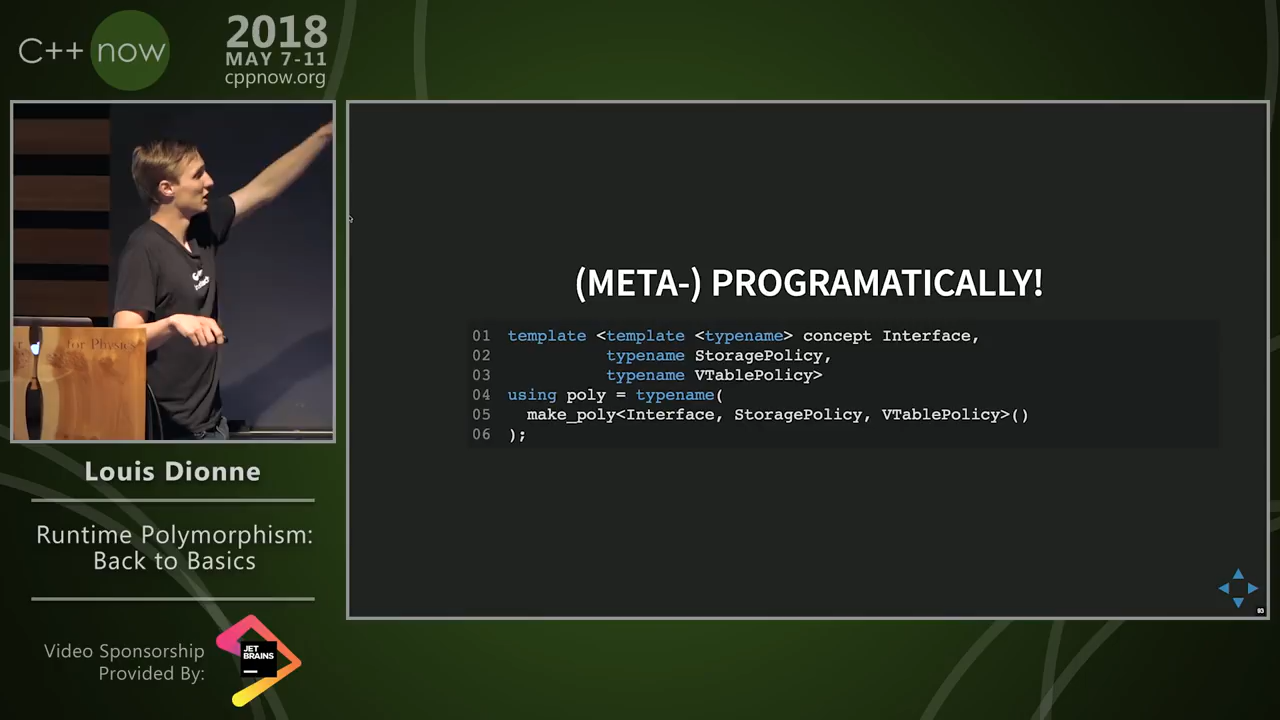 C++ now
2018
MAY 7-11
cppnow.org
for Physics
Louis Dionne
Runtime Polymorphism:
Back to Basics
Video Sponsorship
Provided By:
JET
BRAINS
(META-) PROGRAMATICALLY!
01 template <template <typename> concept Interface,
02 typename StoragePolicy,
03 typename VTablePolicy>
04 using poly = typename(
05 make_poly<Interface, StoragePolicy, VTablePolicy>()
06 );
93